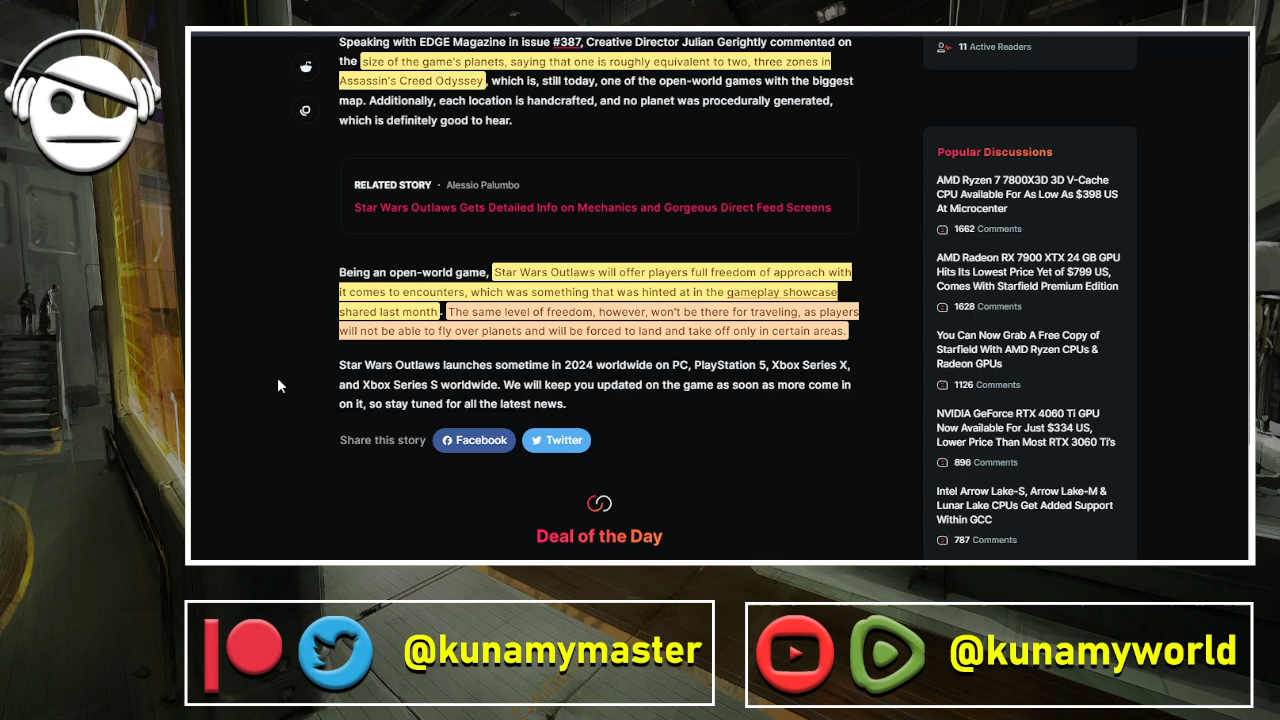 Speaking with EDGE Magazine in issue #387, Creative Director Julian Gerightly commented on
the size of the game's planets, saying that one is roughly equivalent to two, three zones in
Assassin's Creed Odyssey, which is, still today, one of the open-world games with the biggest
map. Additionally, each location is handcrafted, and no planet was procedurally generated,
which is definitely good to hear.
RELATED STORY · Alessio Palumbo
Star Wars Outlaws Gets Detailed Info on Mechanics and Gorgeous Direct Feed Screens
Being an open-world game, Star Wars Outlaws will offer players full freedom of approach with
it comes to encounters, which was something that was hinted at in the gameplay showcase
shared last month. The same level of freedom, however, won't be there for traveling, as players
will not be able to fly over planets and will be forced to land and take off only in certain areas.
Star Wars Outlaws launches sometime in 2024 worldwide on PC, PlayStation 5, Xbox Series X,
and Xbox Series S worldwide. We will keep you updated on the game as soon as more come in
on it, so stay tuned for all the latest news.
Share this story Facebook Twitter
Deal of the Day
11 Active Readers
Popular Discussions
AMD Ryzen 7 7800X3D 3D V-Cache
CPU Available For As Low As $398 US
At Microcenter
1662 Comments
AMD Radeon RX 7900 XTX 24 GB GPU
Hits Its Lowest Price Yet of $799 US,
Comes With Starfield Premium Edition
1628 Comments
You Can Now Grab A Free Copy of
Starfield With AMD Ryzen CPUs &
Radeon GPUs
1126 Comments
NVIDIA GeForce RTX 4060 Ti GPU
Now Available For Just $334 US,
Lower Price Than Most RTX 3060 Ti's
896 Comments
Intel Arrow Lake-S, Arrow Lake-M &
Lunar Lake CPUs Get Added Support
Within GCC
787 Comments
@kunamymaster
@kunamyworld